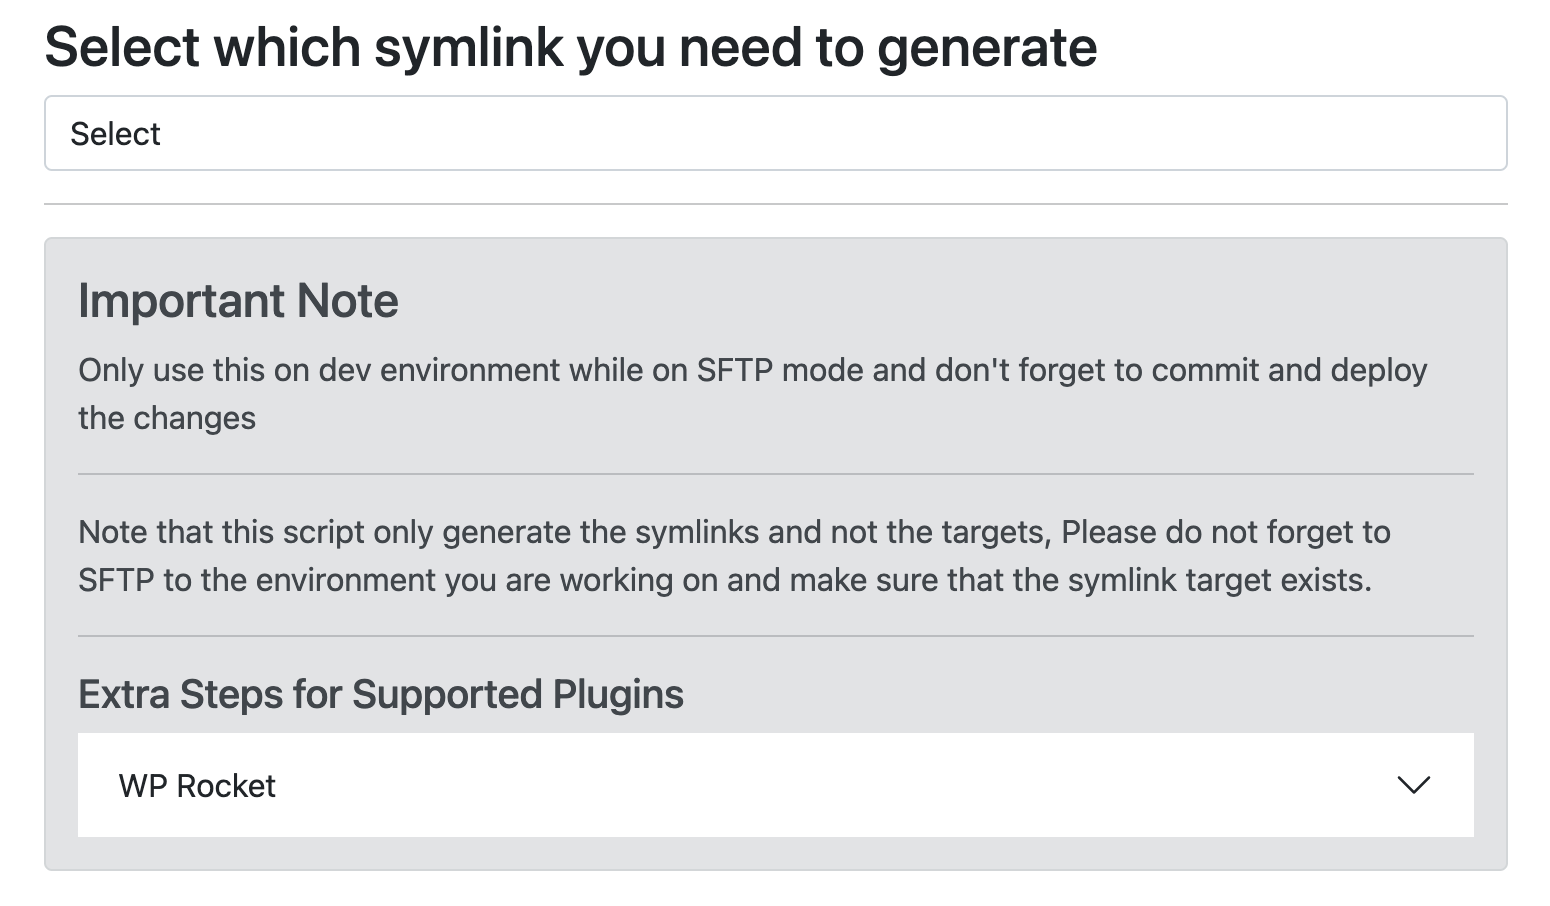 Select which symlink you need to generate
Select
Important Note
Only use this on dev environment while on SFTP mode and don't forget to commit and deploy
the changes
Note that this script only generate the symlinks and not the targets, Please do not forget to
SFTP to the environment you are working on and make sure that the symlink target exists.
Extra Steps for Supported Plugins
WP Rocket